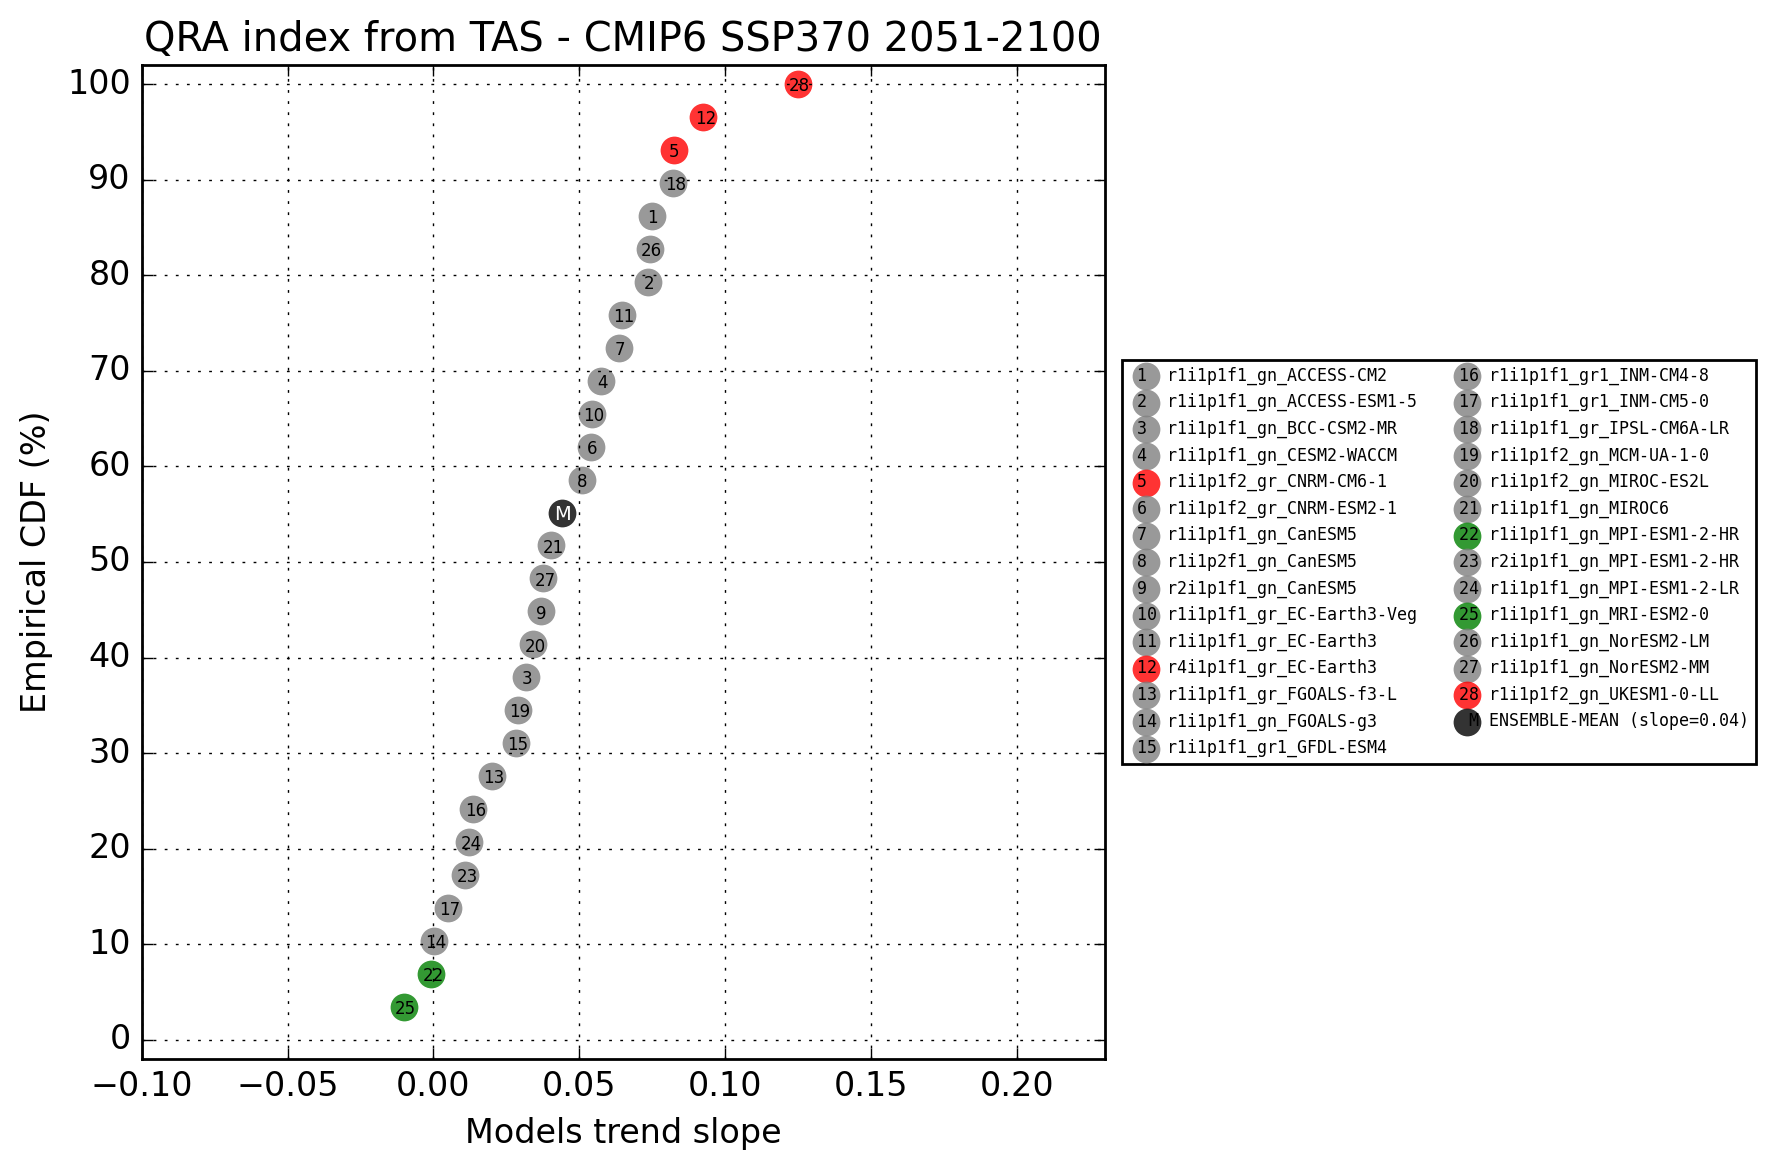 QRA index from TAS - CMIP6 SSP370 2051-2100
Empirical CDF (%)
100
90
80
70
60
50
40
30
20
10
0
28
12
5
18
1
26
2
11
7
4
10
6
8
M
21
27
9
20
3
19
15
13
16
24
23
17
14
22
25
−0.10 −0.05 0.00 0.05 0.10 0.15 0.20
Models trend slope
1 r1i1p1f1_gn_ACCESS-CM2
2 r1i1p1f1_gn_ACCESS-ESM1-5
3 r1i1p1f1_gn_BCC-CSM2-MR
4 r1i1p1f1_gn_CESM2-WACCM
5 r1i1p1f2_gr_CNRM-CM6-1
6 r1i1p1f2_gr_CNRM-ESM2-1
7 r1i1p1f1_gn_CanESM5
8 r1i1p2f1_gn_CanESM5
9 r2i1p1f1_gn_CanESM5
10 r1i1p1f1_gr_EC-Earth3-Veg
11 r1i1p1f1_gr_EC-Earth3
12 r4i1p1f1_gr_EC-Earth3
13 r1i1p1f1_gr_FGOALS-f3-L
14 r1i1p1f1_gn_FGOALS-g3
15 r1i1p1f1_gr1_GFDL-ESM4
16 r1i1p1f1_gr1_INM-CM4-8
17 r1i1p1f1_gr1_INM-CM5-0
18 r1i1p1f1_gr_IPSL-CM6A-LR
19 r1i1p1f2_gn_MCM-UA-1-0
20 r1i1p1f2_gn_MIROC-ES2L
21 r1i1p1f1_gn_MIROC6
22 r1i1p1f1_gn_MPI-ESM1-2-HR
23 r2i1p1f1_gn_MPI-ESM1-2-HR
24 r1i1p1f1_gn_MPI-ESM1-2-LR
25 r1i1p1f1_gn_MRI-ESM2-0
26 r1i1p1f1_gn_NorESM2-LM
27 r1i1p1f1_gn_NorESM2-MM
28 r1i1p1f2_gn_UKESM1-0-LL
M ENSEMBLE-MEAN (slope=0.04)